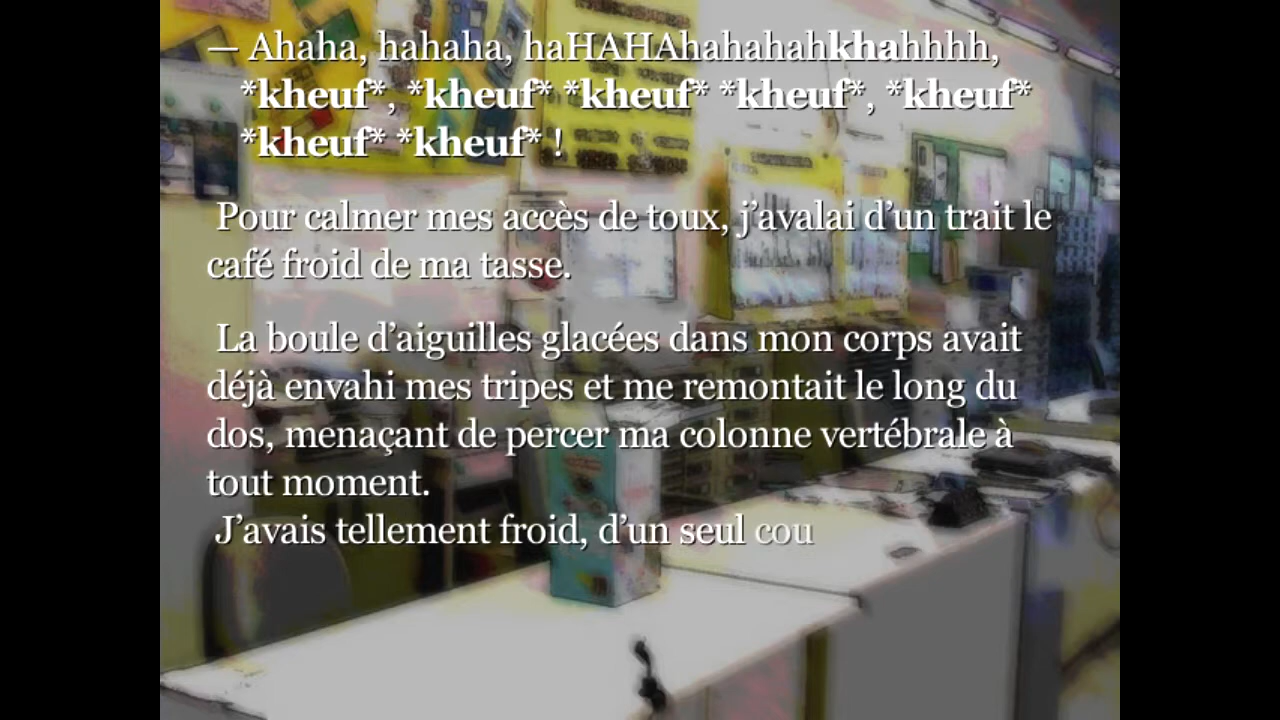 — Ahaha, hahaha, haHAHAhahahahkhahhhh,
*kheuf*, *kheuf* *kheuf* *kheuf*, *kheuf*
*kheuf* *kheuf* !
Pour calmer mes accès de toux, j’avalai d’un trait le
café froid de ma tasse.
La boule d’aiguilles glacées dans mon corps avait
déjà envahi mes tripes et me remontait le long du
dos, menaçant de percer ma colonne vertébrale à
tout moment.
J’avais tellement froid, d’un seul cou